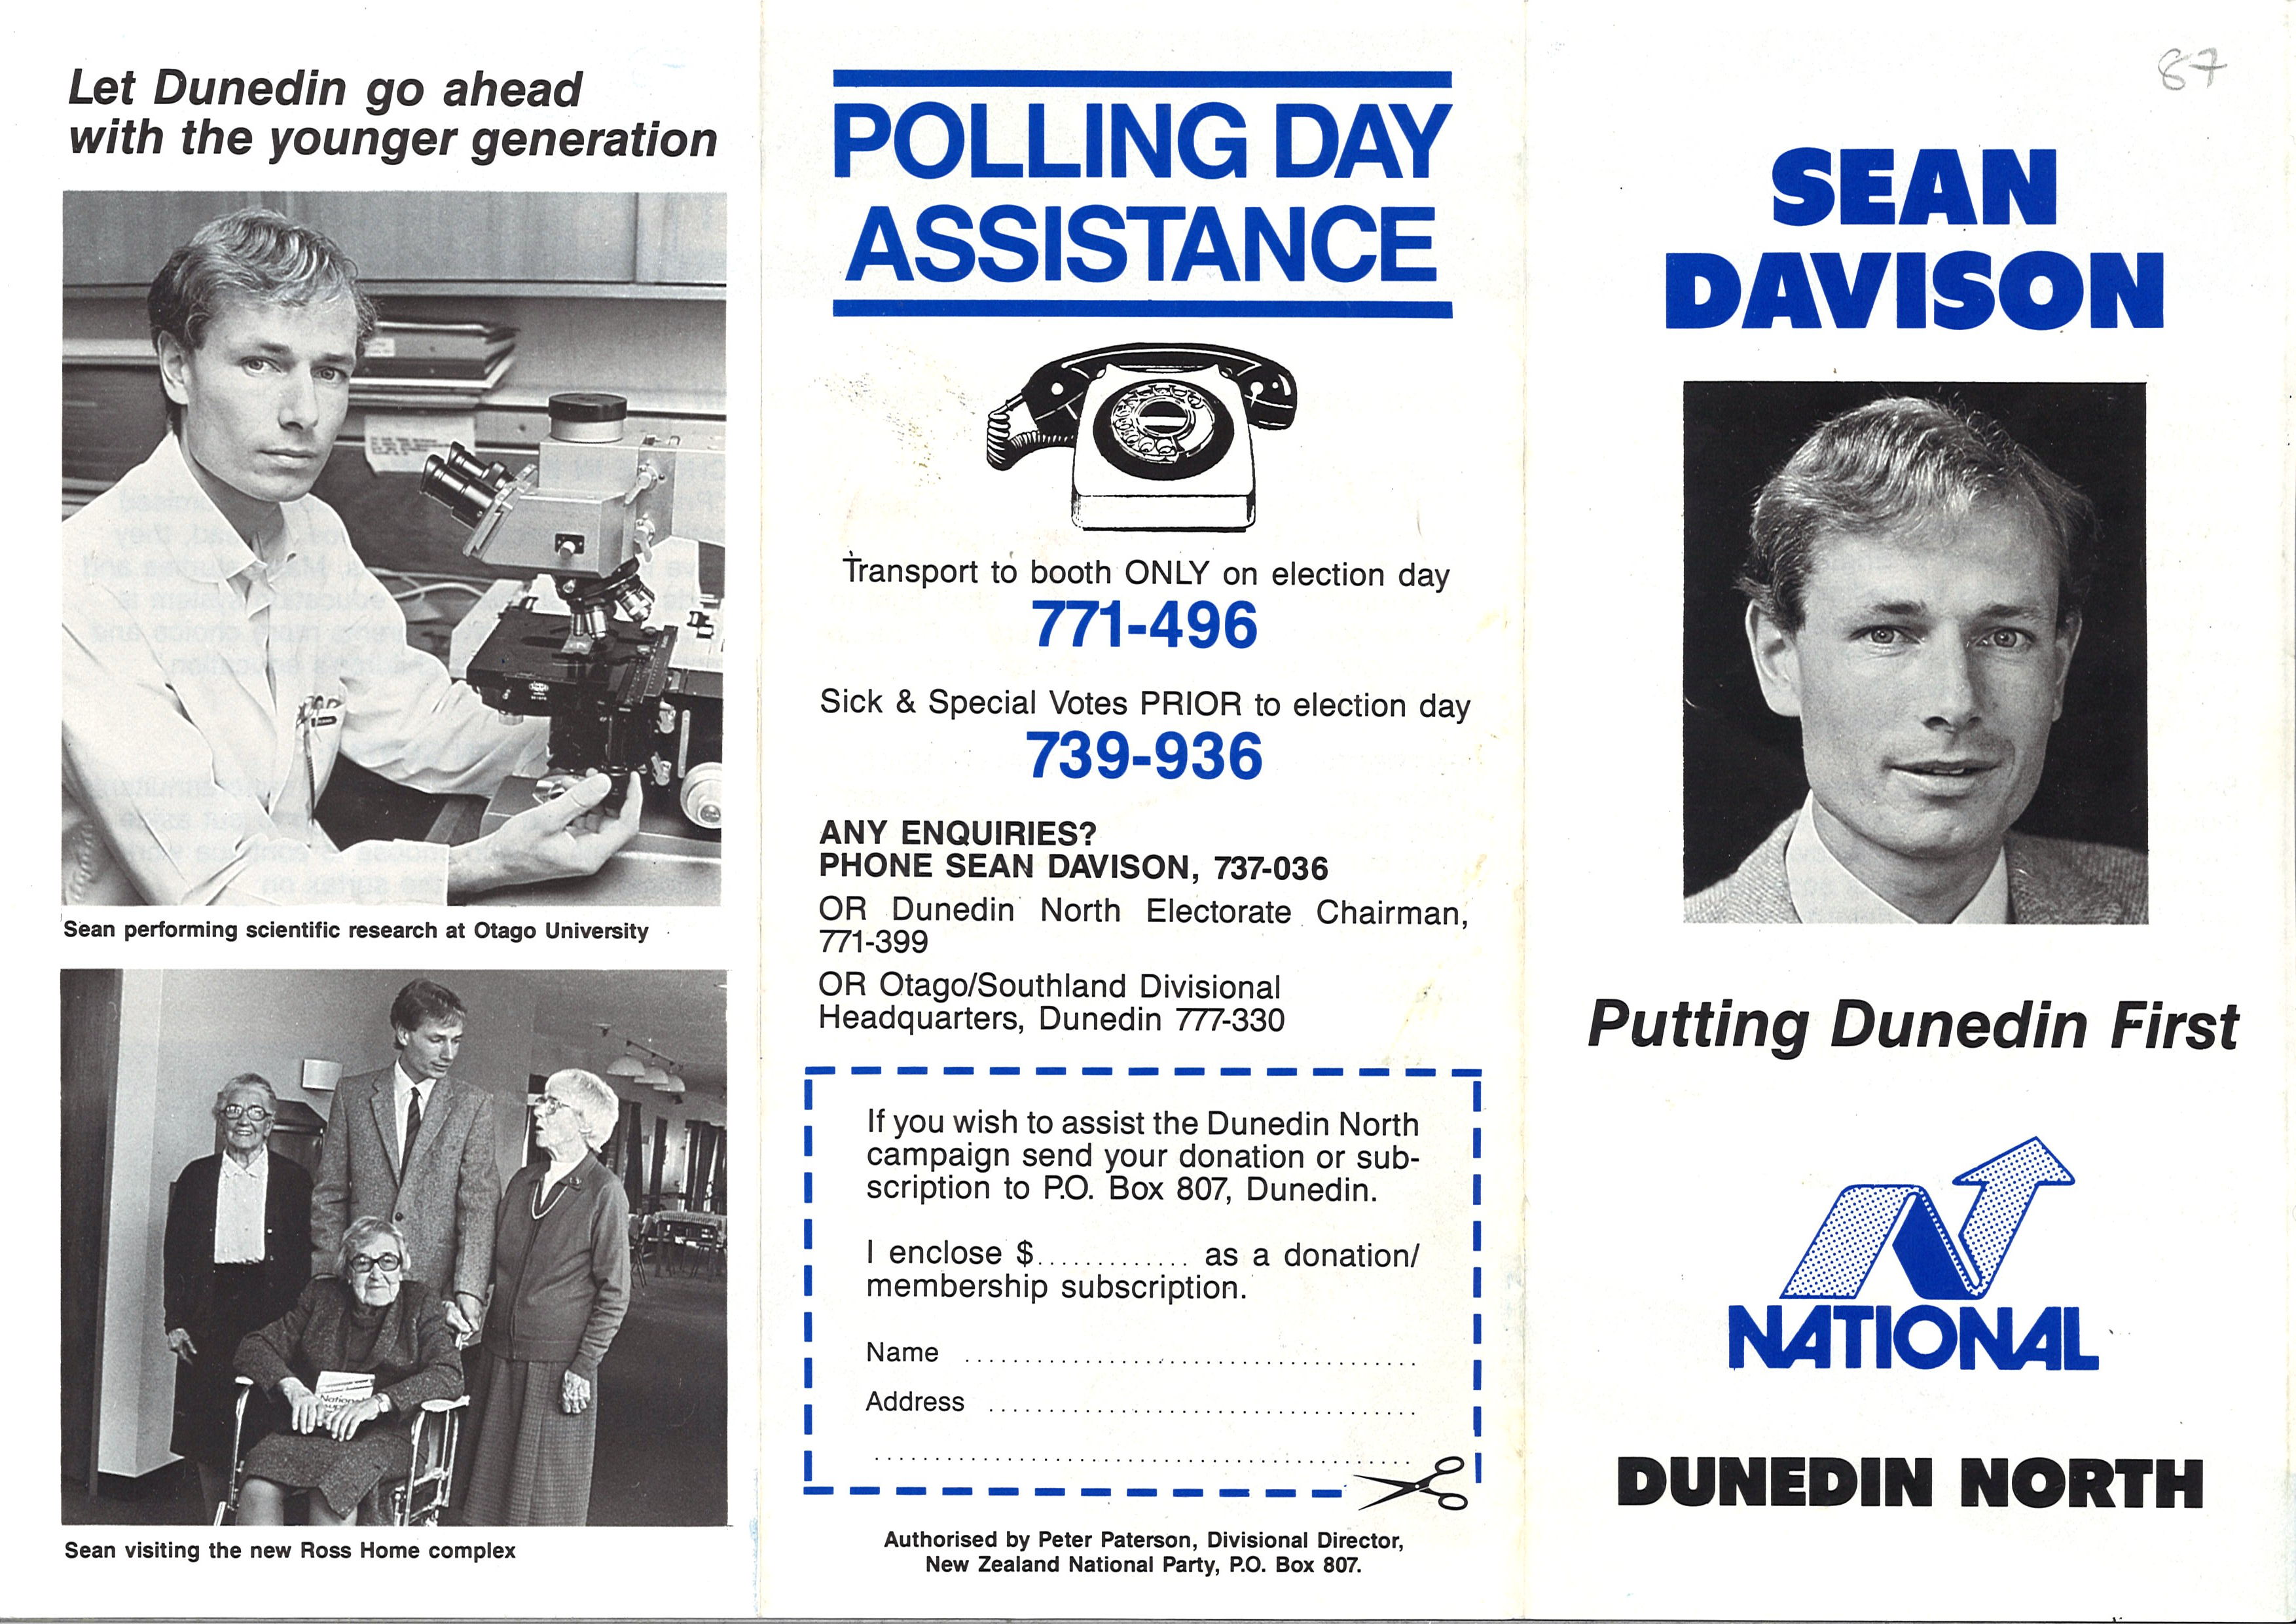 Let Dunedin go ahead
with the younger generation
Sean performing scientific research at Otago University
National
Sean visiting the new Ross Home complex
POLLING DAY
ASSISTANCE
Transport to booth ONLY on election day
771-496
Sick & Special Votes PRIOR to election day
739-936
ANY ENQUIRIES?
PHONE SEAN DAVISON, 737-036
OR Dunedin North Electorate Chairman,
771-399
OR Otago/Southland Divisional
Headquarters, Dunedin 777-330
If you wish to assist the Dunedin North
campaign send your donation or sub-
scription to P.O. Box 807, Dunedin.
I enclose $............. as a donation/
membership subscription.
Name ......................................
Address ....................................
.............................................
Authorised by Peter Paterson, Divisional Director,
New Zealand National Party, P.O. Box 807.
87
SEAN
DAVISON
Putting Dunedin First
NATIONAL
DUNEDIN NORTH